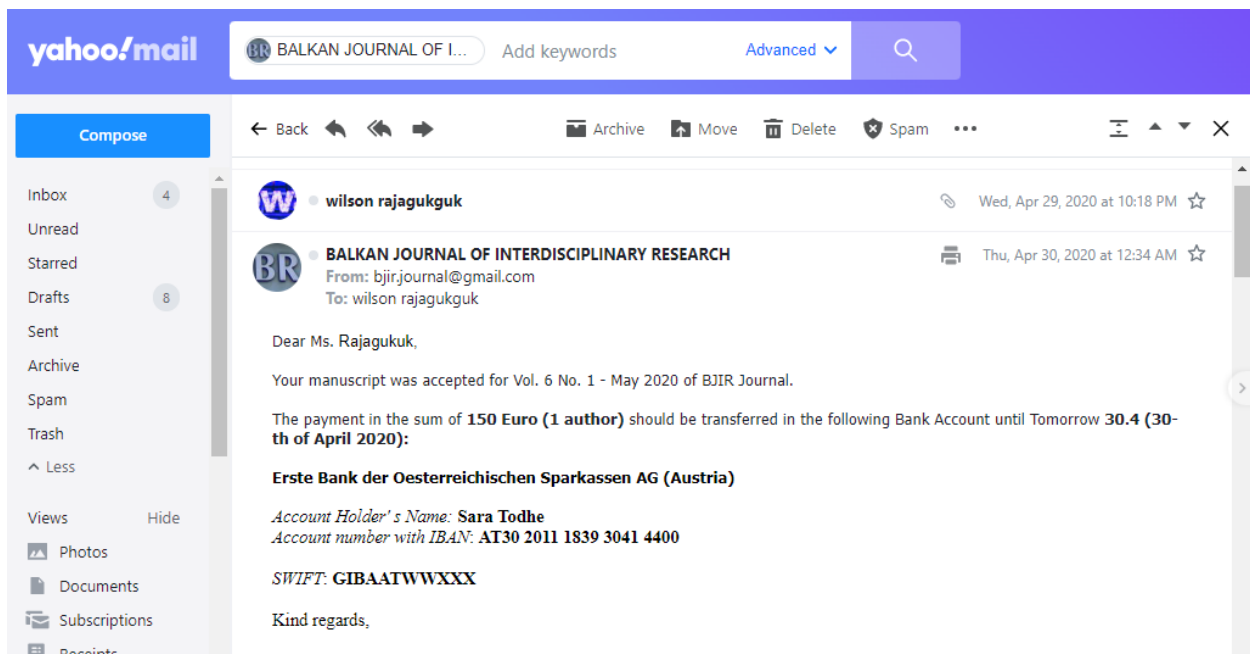 yahoo!mail
BR BALKAN JOURNAL OF I... Add keywords Advanced
Compose
Back Archive Move Delete Spam
Inbox 4
Unread
Starred
Drafts 8
Sent
Archive
Spam
Trash
Less
Views Hide
Photos
Documents
Subscriptions
Receipts
W wilson rajagukguk Wed, Apr 29, 2020 at 10:18 PM
BR BALKAN JOURNAL OF INTERDISCIPLINARY RESEARCH Thu, Apr 30, 2020 at 12:34 AM
From: bjir.journal@gmail.com
To: wilson rajagukguk
Dear Ms. Rajagukuk,
Your manuscript was accepted for Vol. 6 No. 1 - May 2020 of BJIR Journal.
The payment in the sum of 150 Euro (1 author) should be transferred in the following Bank Account until Tomorrow 30.4 (30-
th of April 2020):
Erste Bank der Oesterreichischen Sparkassen AG (Austria)
Account Holder' s Name: Sara Todhe
Account number with IBAN: AT30 2011 1839 3041 4400
SWIFT: GIBAATWWXXX
Kind regards,